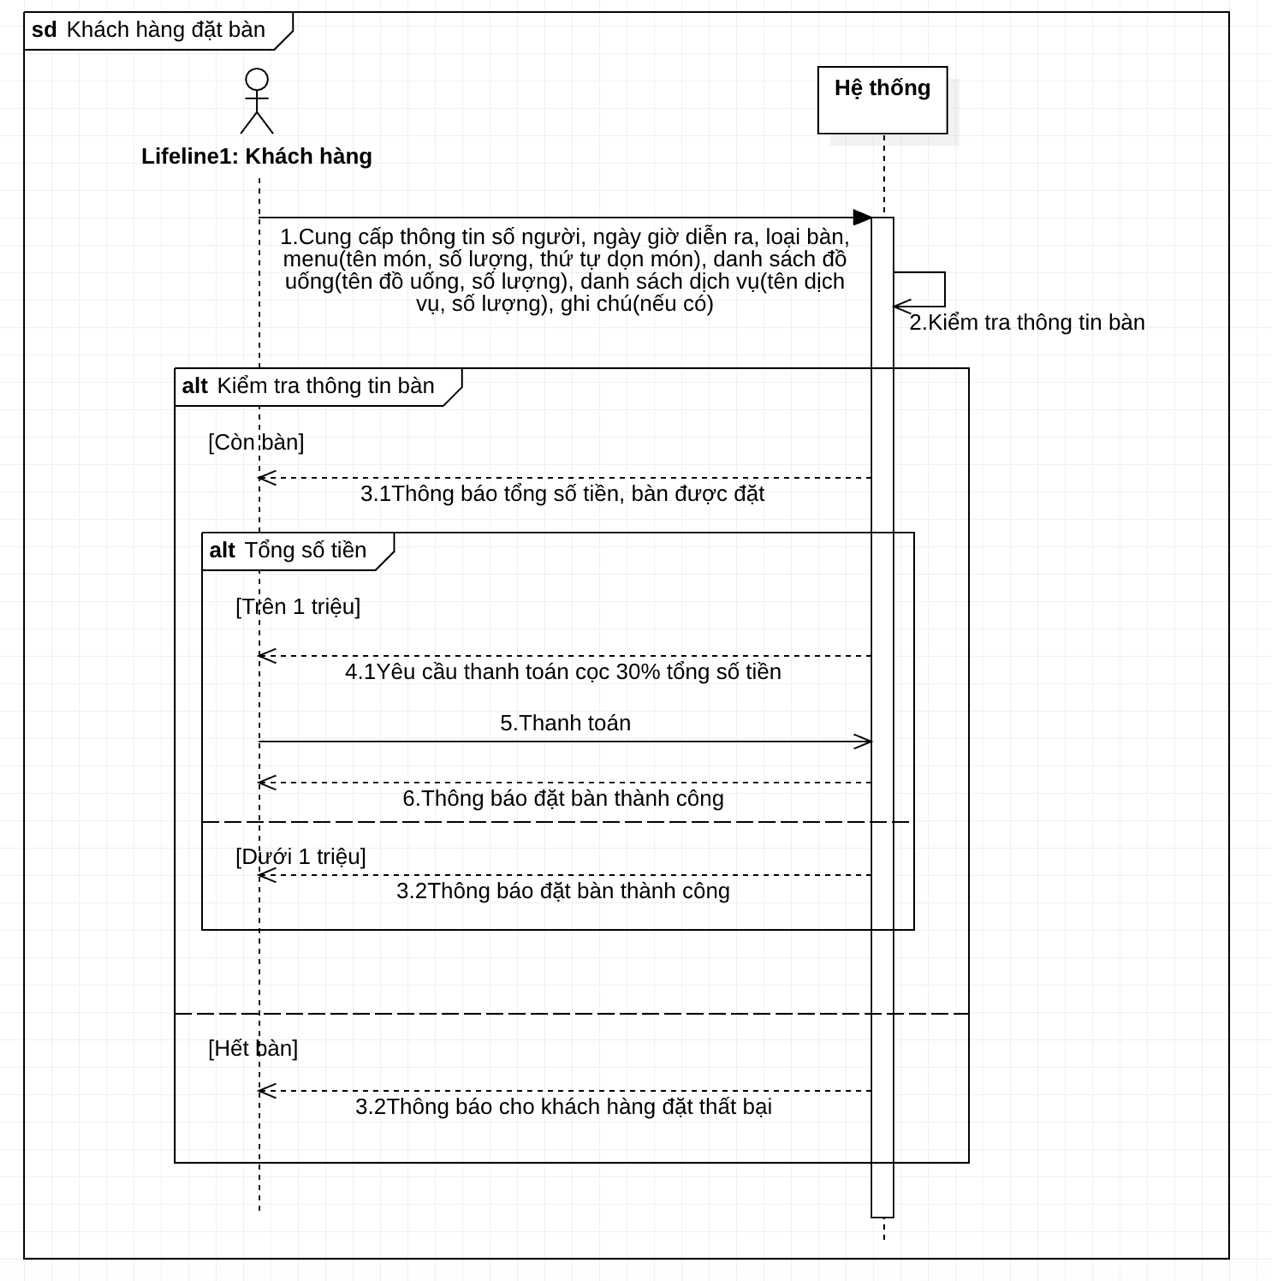 sd Khách hàng đặt bàn
Hệ thống
Lifeline1: Khách hàng
1.Cung cấp thông tin số người, ngày giờ diễn ra, loại bàn,
menu(tên món, số lượng, thứ tự dọn món), danh sách đồ
uống(tên đồ uống, số lượng), danh sách dịch vụ(tên dịch
vụ, số lượng), ghi chú(nếu có)
2.Kiểm tra thông tin bàn
alt Kiểm tra thông tin bàn
[Còn bàn]
3.1Thông báo tổng số tiền, bàn được đặt
alt Tổng số tiền
[Trên 1 triệu]
4.1Yêu cầu thanh toán cọc 30% tổng số tiền
5.Thanh toán
6.Thông báo đặt bàn thành công
[Dưới 1 triệu]
3.2Thông báo đặt bàn thành công
[Hết bàn]
3.2Thông báo cho khách hàng đặt thất bại